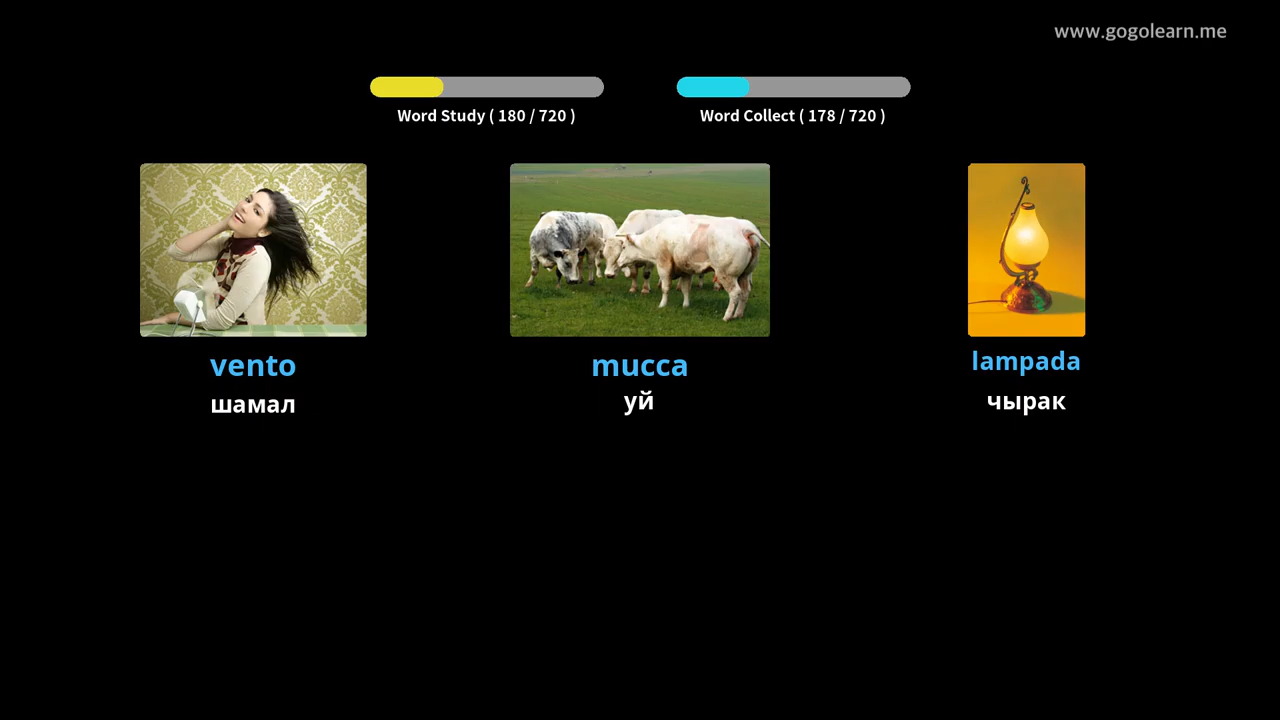 www.gogolearn.me
Word Study ( 180 / 720 )
Word Collect ( 178 / 720 )
vento
шамал
mucca
уй
lampada
чырак